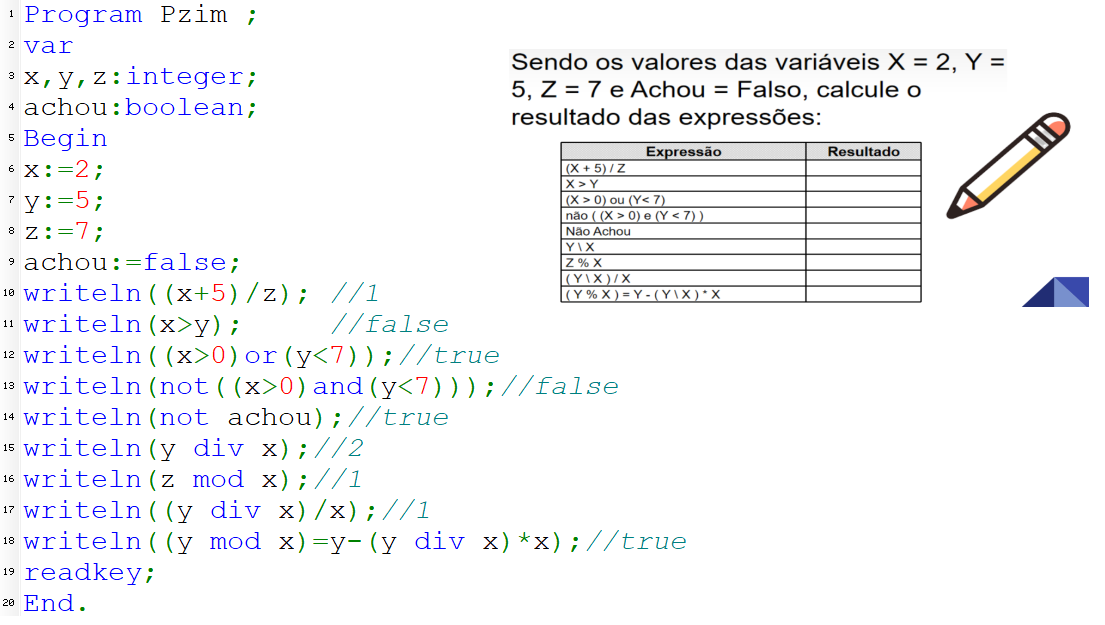 1 Program Pzim ;
2 var
3 x,y,z:integer;
4 achou:boolean;
5 Begin
6 x:=2;
7 y:=5;
8 z:=7;
9 achou:=false;
10 writeln((x+5)/z); //1
11 writeln(x>y);     //false
12 writeln((x>0)or(y<7));//true
13 writeln(not((x>0)and(y<7)));//false
14 writeln(not achou);//true
15 writeln(y div x);//2
16 writeln(z mod x);//1
17 writeln((y div x)/x);//1
18 writeln((y mod x)=y-(y div x)*x);//true
19 readkey;
20 End.
Sendo os valores das variáveis X = 2, Y =
5, Z = 7 e Achou = Falso, calcule o
resultado das expressões:
Expressão Resultado
(X + 5) / Z
X > Y
(X > 0) ou (Y< 7)
não ( (X > 0) e (Y < 7) )
Não Achou
Y \ X
Z % X
( Y \ X ) / X
( Y % X ) = Y - ( Y \ X ) * X